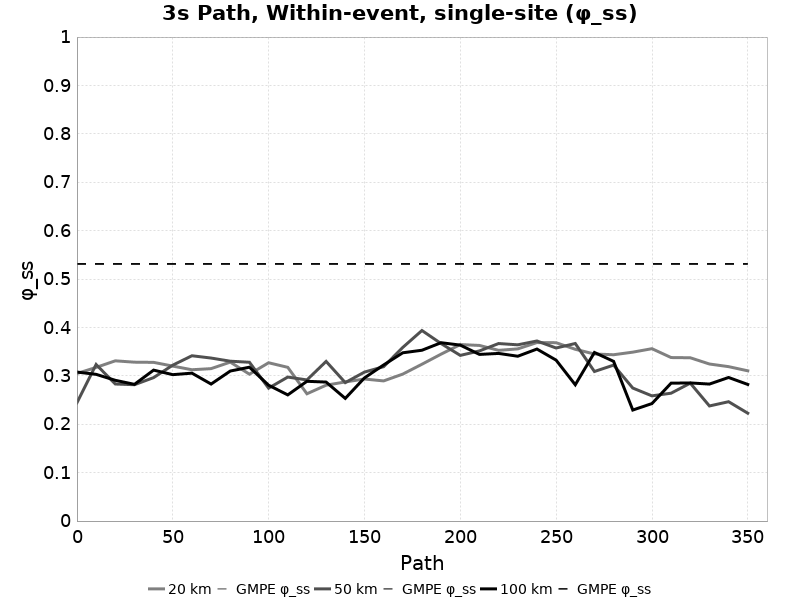 3s Path, Within-event, single-site (φ_ss)
1
0.9
0.8
0.7
0.6
0.5
0.4
0.3
0.2
0.1
0
φ_ss
0 50 100 150 200 250 300 350
Path
20 km GMPE φ_ss 50 km GMPE φ_ss 100 km GMPE φ_ss